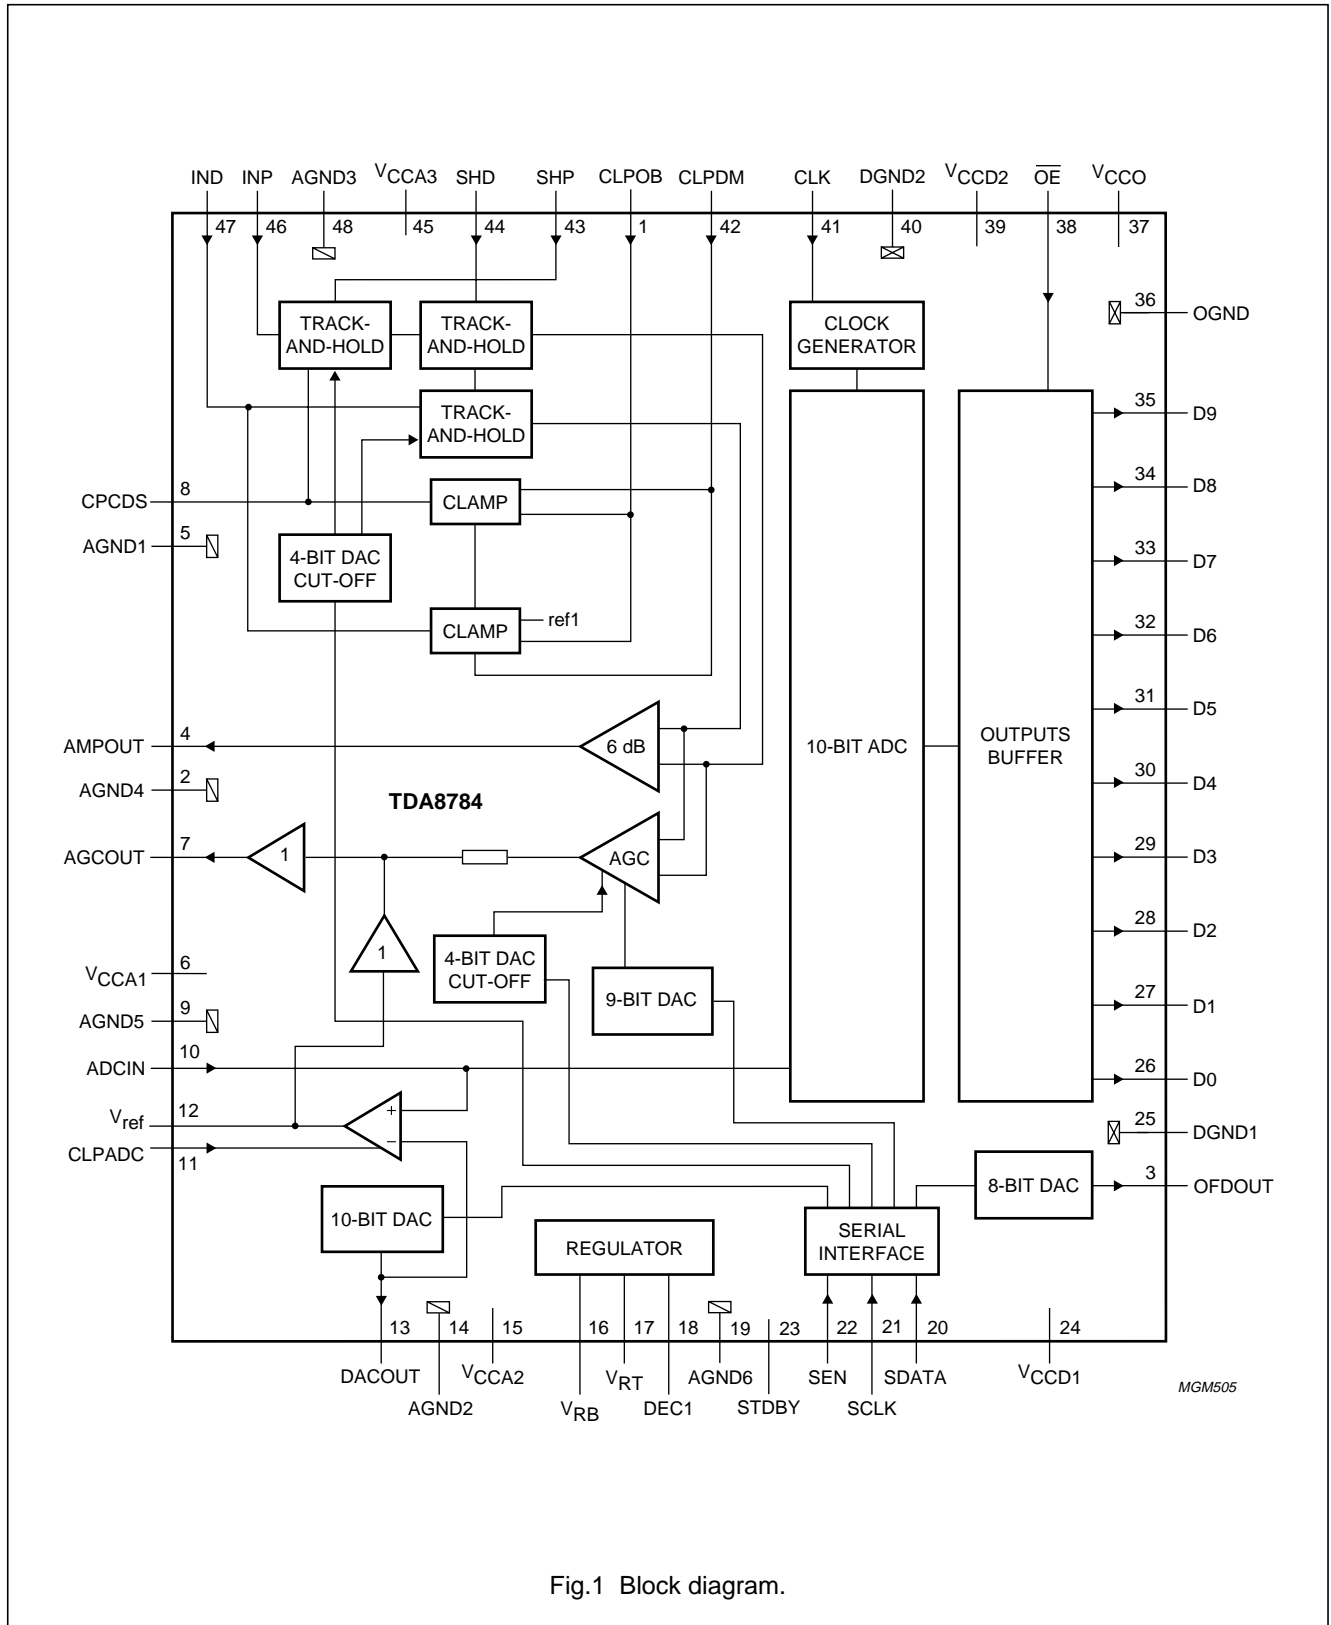 IND INP AGND3 VCCA3 SHD SHP CLPOB CLPDM CLK DGND2 VCCD2 OE VCCO
47 46 48 45 44 43 1 42 41 40 39 38 37
36 OGND
TRACK-
AND-HOLD
TRACK-
AND-HOLD
CLOCK
GENERATOR
TRACK-
AND-HOLD
35 D9
34 D8
CPCDS 8
CLAMP
AGND1 5
4-BIT DAC
CUT-OFF
33 D7
CLAMP
ref1
32 D6
31 D5
AMPOUT 4
6 dB
10-BIT ADC
OUTPUTS
BUFFER
AGND4 2
30 D4
TDA8784
AGCOUT 7
1
AGC
29 D3
28 D2
1
4-BIT DAC
CUT-OFF
VCCA1 6
9-BIT DAC
27 D1
AGND5 9
ADCIN 10
26 D0
Vref 12
+
−
25 DGND1
CLPADC
11
8-BIT DAC
3 OFDOUT
10-BIT DAC
REGULATOR
SERIAL
INTERFACE
13 14 15 16 17 18 19 23 22 21 20 24
DACOUT VCCA2 VRT AGND6 SEN SDATA VCCD1
AGND2 VRB DEC1 STDBY SCLK
MGM505
Fig.1 Block diagram.